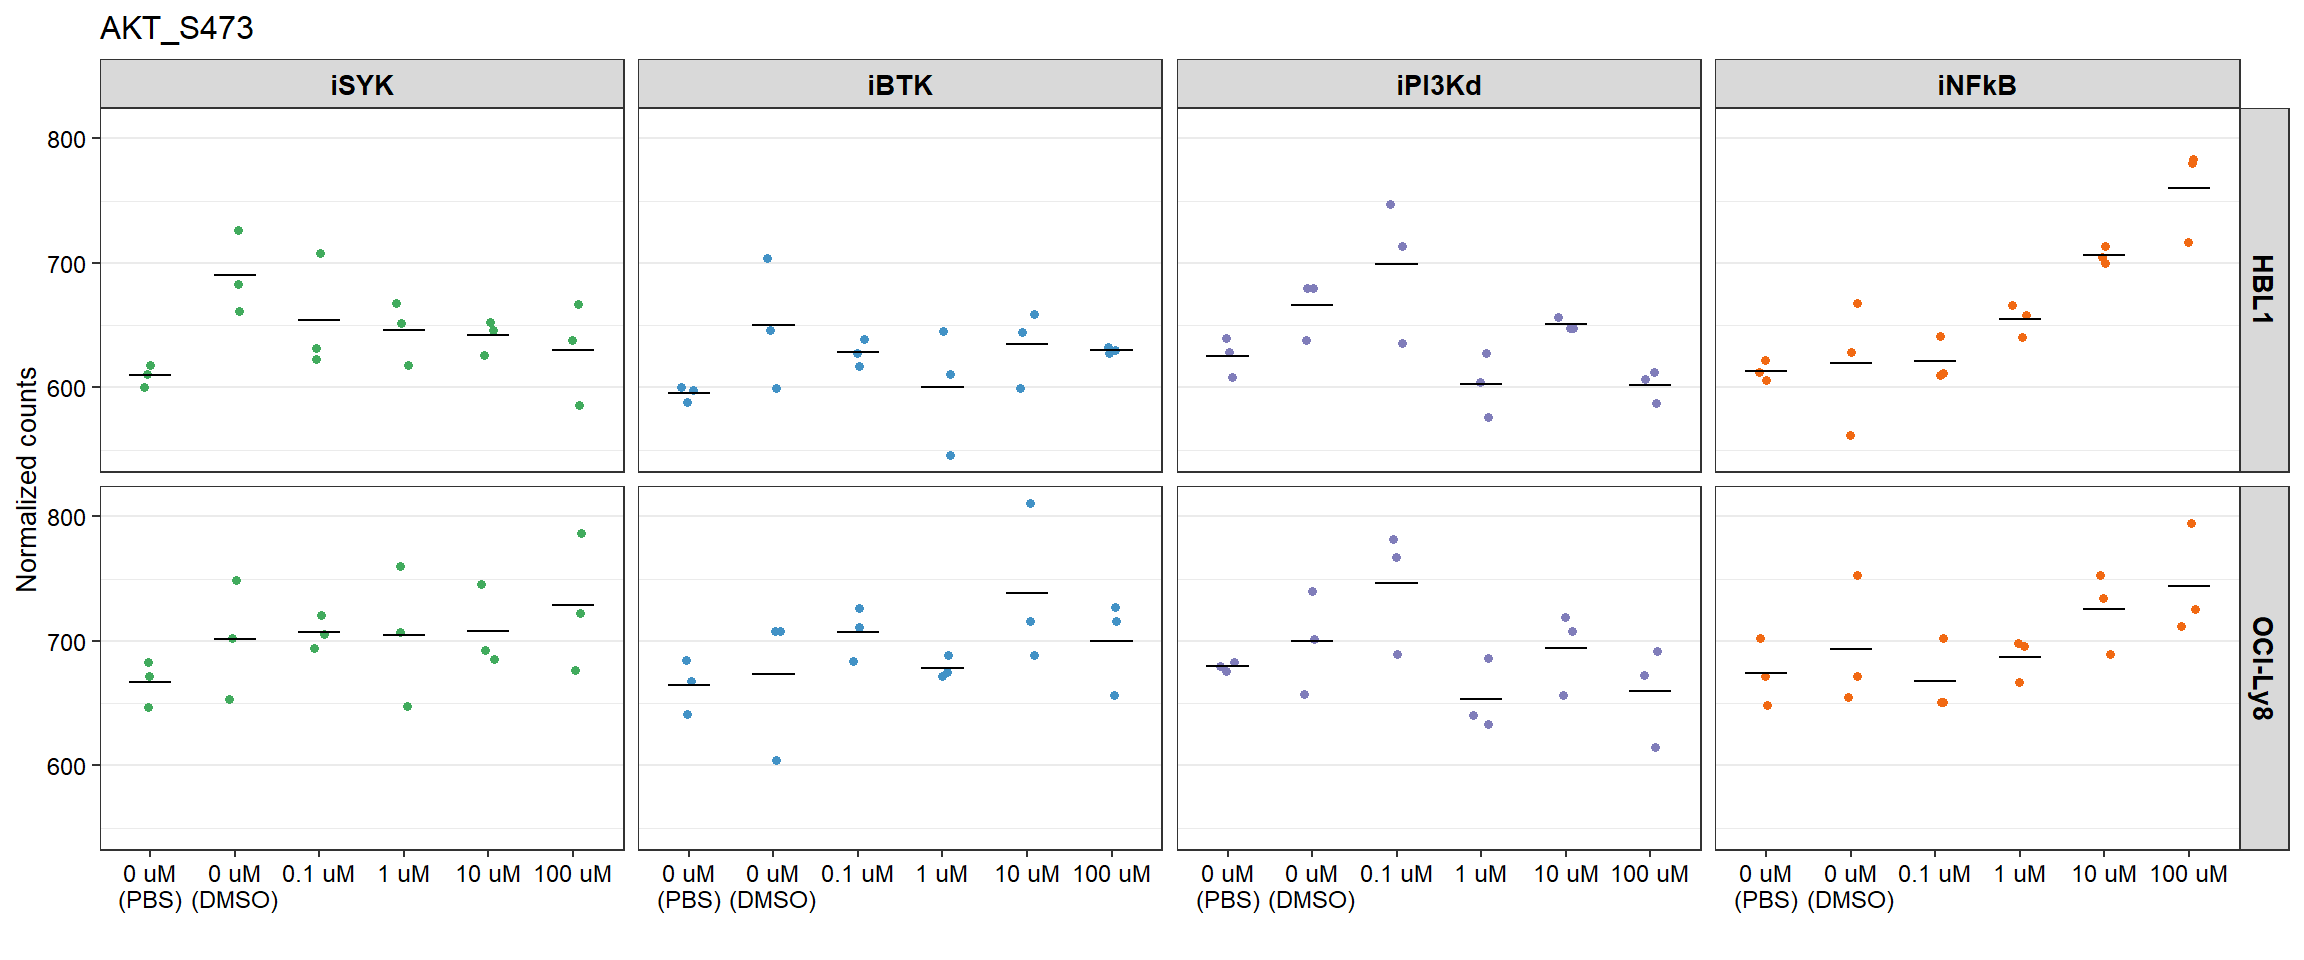 AKT_S473
iSYK
iBTK
iPI3Kd
iNFkB
800
700
600
HBL1
Normalized counts
800
700
600
OCI-Ly8
0 uM 0 uM 0.1 uM 1 uM 10 uM 100 uM
(PBS) (DMSO)
0 uM 0 uM 0.1 uM 1 uM 10 uM 100 uM
(PBS) (DMSO)
0 uM 0 uM 0.1 uM 1 uM 10 uM 100 uM
(PBS) (DMSO)
0 uM 0 uM 0.1 uM 1 uM 10 uM 100 uM
(PBS) (DMSO)